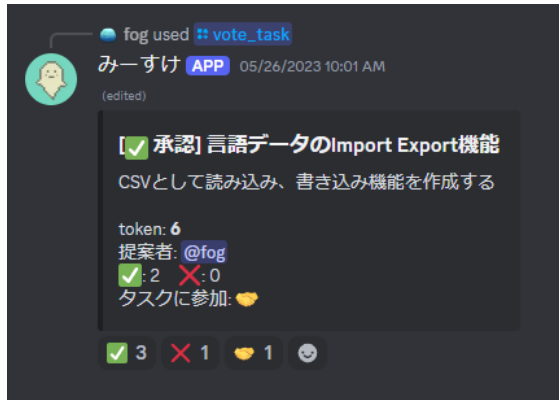 fog used vote_task
みーすけ APP 05/26/2023 10:01 AM
(edited)
[✅ 承認] 言語データのImport Export機能
CSVとして読み込み、書き込み機能を作成する
token: 6
提案者: @fog
✅: 2 ❌: 0
タスクに参加: 🤝
✅ 3 ❌ 1 🤝 1